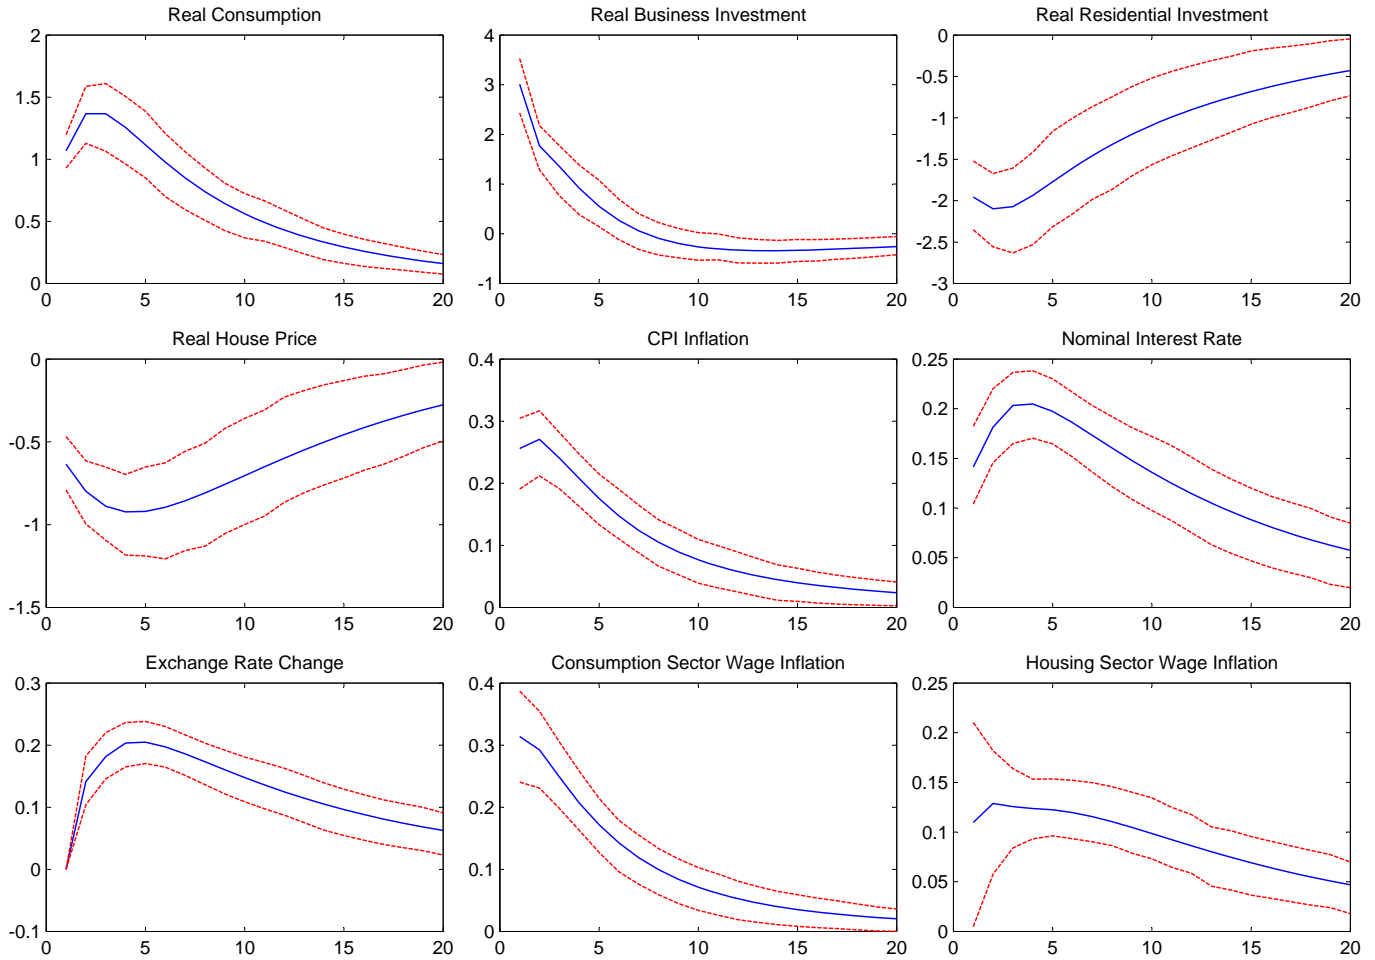 Real Consumption
2
1.5
1
0.5
0
0 5 10 15 20
Real Business Investment
4
3
2
1
0
-1
0 5 10 15 20
Real Residential Investment
0
-0.5
-1
-1.5
-2
-2.5
-3
0 5 10 15 20
Real House Price
0
-0.5
-1
-1.5
0 5 10 15 20
CPI Inflation
0.4
0.3
0.2
0.1
0
0 5 10 15 20
Nominal Interest Rate
0.25
0.2
0.15
0.1
0.05
0
0 5 10 15 20
Exchange Rate Change
0.3
0.2
0.1
0
-0.1
0 5 10 15 20
Consumption Sector Wage Inflation
0.4
0.3
0.2
0.1
0
0 5 10 15 20
Housing Sector Wage Inflation
0.25
0.2
0.15
0.1
0.05
0
0 5 10 15 20